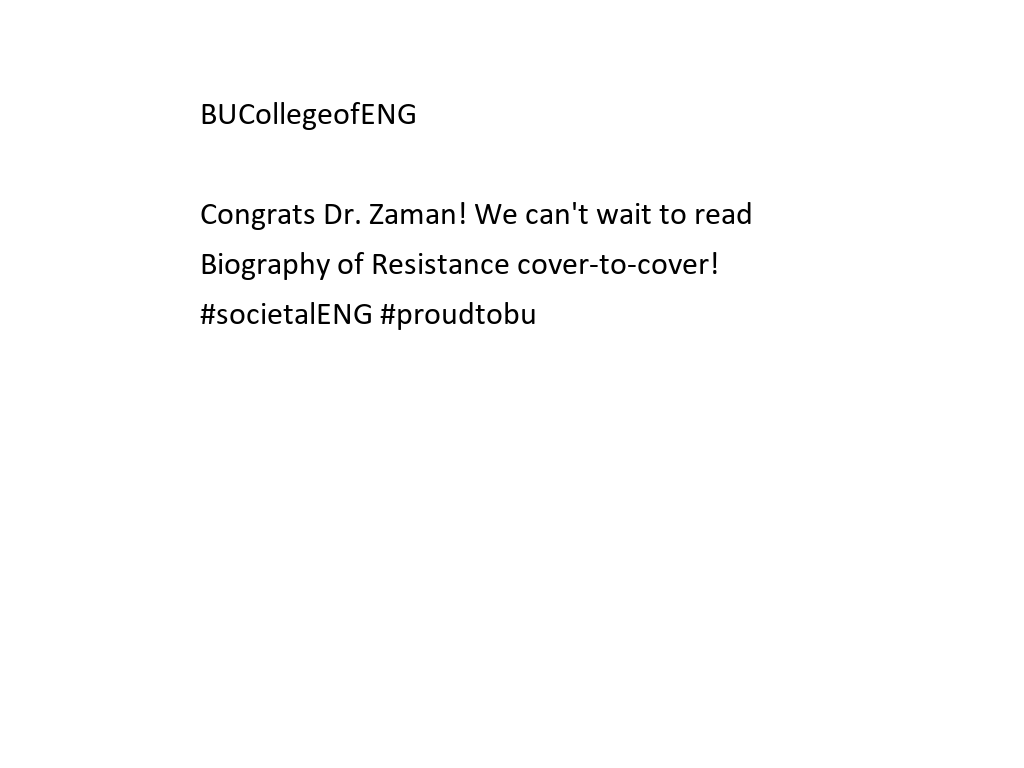 BUCollegeofENG
Congrats Dr. Zaman! We can't wait to read
Biography of Resistance cover-to-cover!
#societalENG #proudtobu